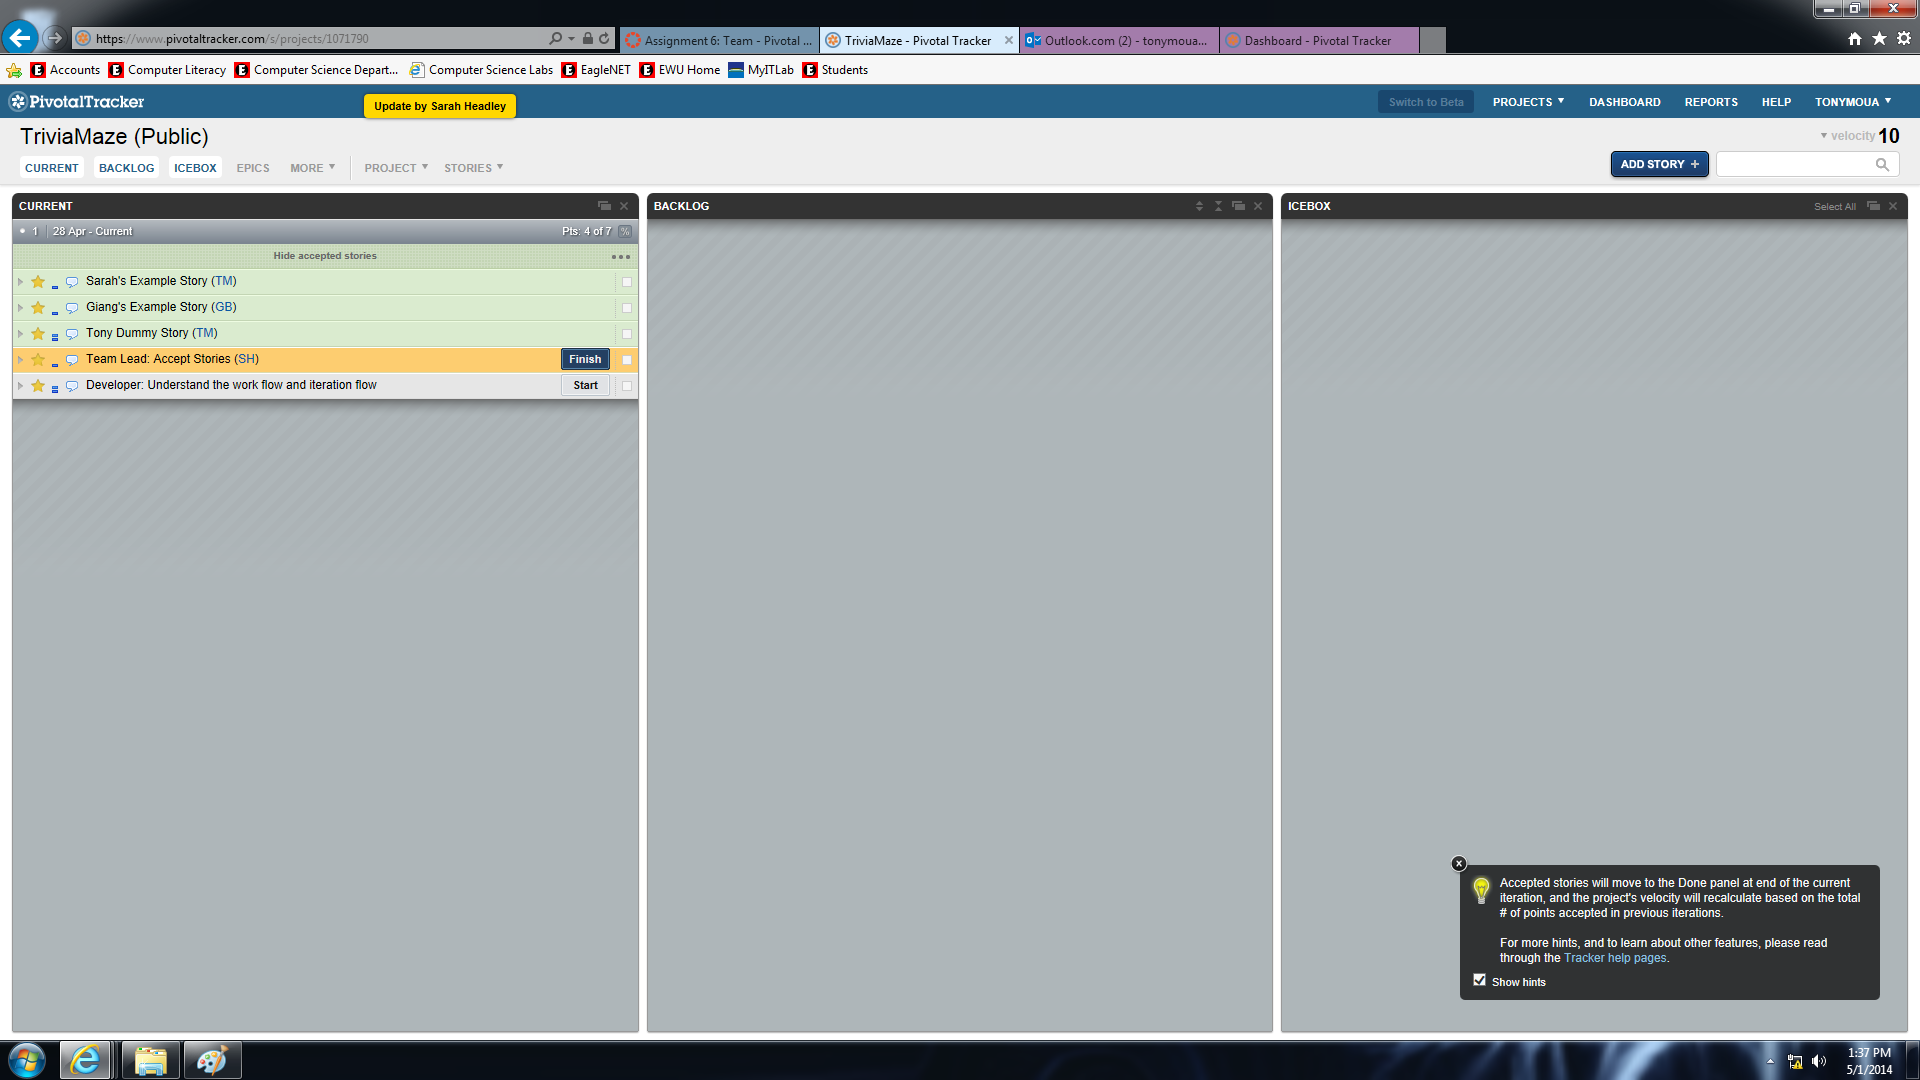 https://www.pivotaltracker.com/s/projects/1071790
Assignment 6: Team - Pivotal ...
TriviaMaze - Pivotal Tracker
Outlook.com (2) - tonymoua...
Dashboard - Pivotal Tracker
Accounts
Computer Literacy
Computer Science Depart...
Computer Science Labs
EagleNET
EWU Home
MyITLab
Students
PivotalTracker
Update by Sarah Headley
Switch to Beta
PROJECTS
DASHBOARD
REPORTS
HELP
TONYMOUA
TriviaMaze (Public)
velocity 10
CURRENT
BACKLOG
ICEBOX
EPICS
MORE
PROJECT
STORIES
ADD STORY +
CURRENT
1 28 Apr - Current
Pts: 4 of 7 %
Hide accepted stories
Sarah's Example Story (TM)
Giang's Example Story (GB)
Tony Dummy Story (TM)
Team Lead: Accept Stories (SH)
Finish
Developer: Understand the work flow and iteration flow
Start
BACKLOG
ICEBOX
Select All
Accepted stories will move to the Done panel at end of the current
iteration, and the project's velocity will recalculate based on the total
# of points accepted in previous iterations.
For more hints, and to learn about other features, please read
through the Tracker help pages.
Show hints
1:37 PM
5/1/2014